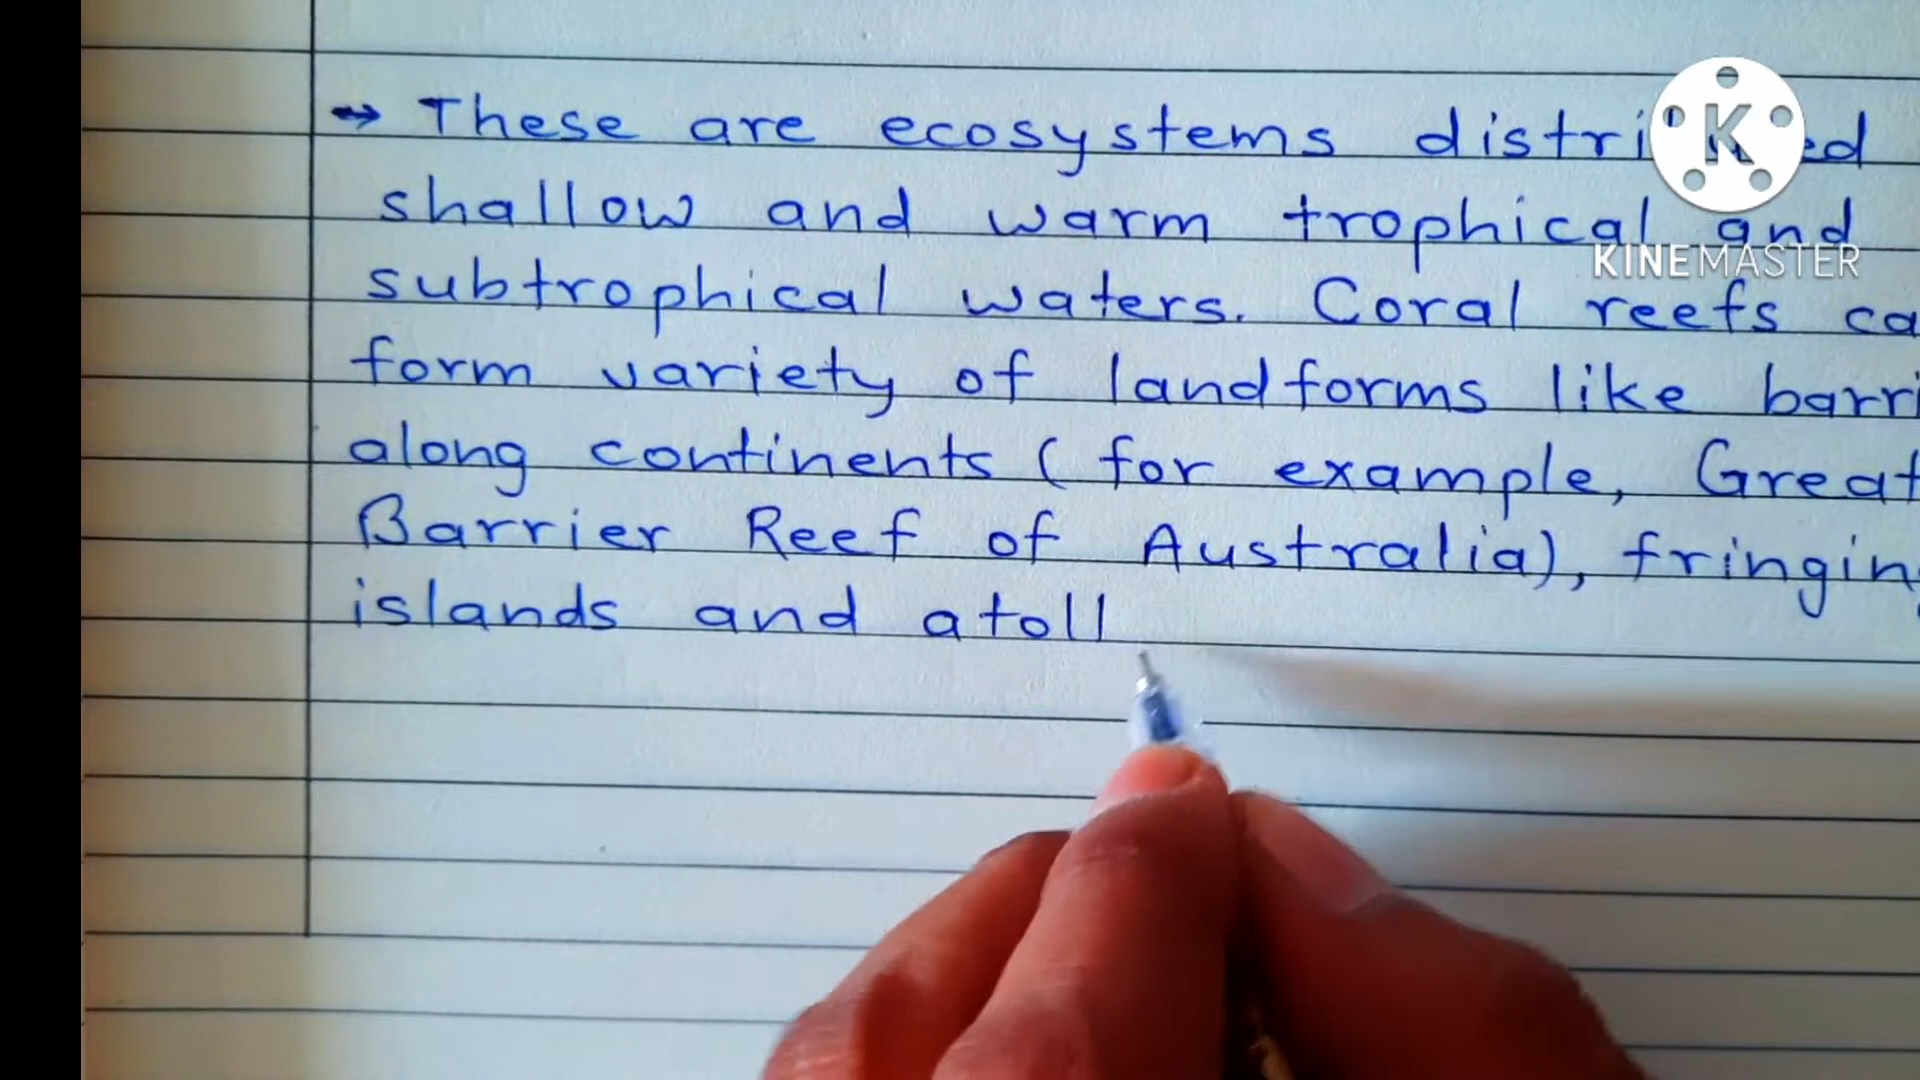 → These are ecosystems
shallow and warm trophical and
subtrophical waters. Coral reefs
form variety of landforms like
along continents (for example, Great
Barrier Reef of Australia),
islands and atoll
K
KINEMASTER